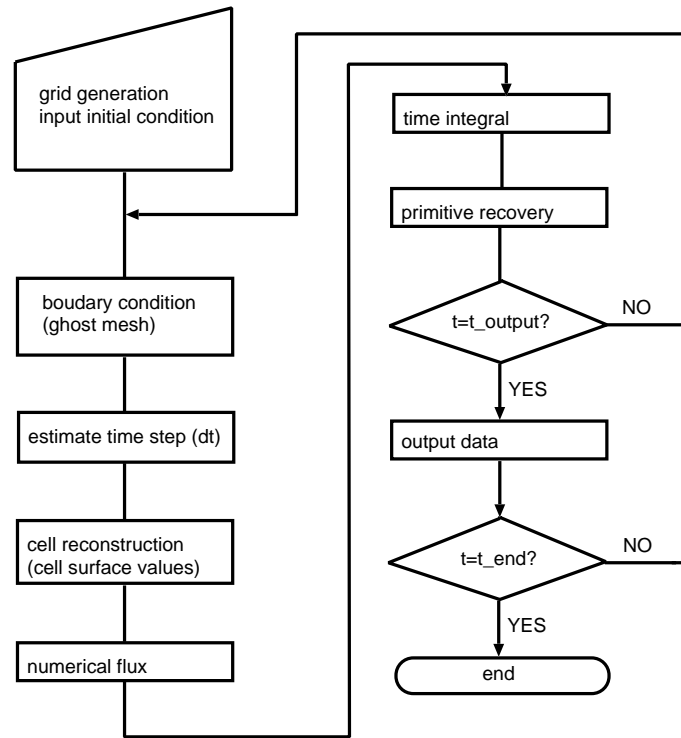 grid generation
input initial condition
boudary condition
(ghost mesh)
estimate time step (dt)
cell reconstruction
(cell surface values)
numerical flux
time integral
primitive recovery
t=t_output?
NO
YES
output data
t=t_end?
NO
YES
end